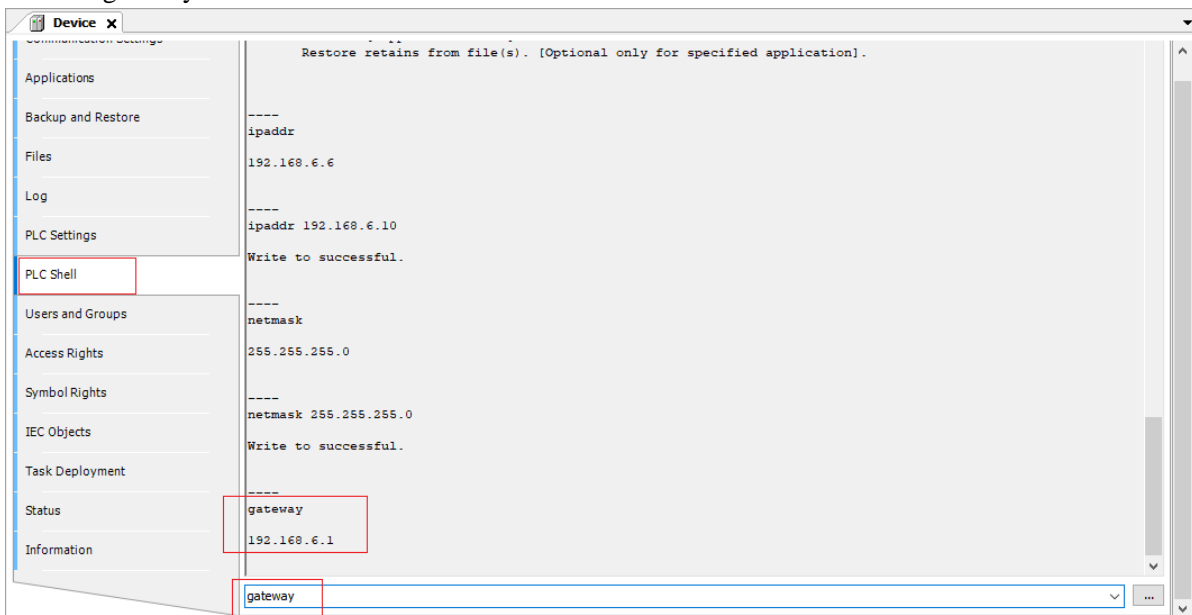 Device
Applications
Backup and Restore
Files
Log
PLC Settings
PLC Shell
Users and Groups
Access Rights
Symbol Rights
IEC Objects
Task Deployment
Status
Information
Restore retains from file(s). [Optional only for specified application].
----
ipaddr
192.168.6.6
----
ipaddr 192.168.6.10
Write to successful.
----
netmask
255.255.255.0
----
netmask 255.255.255.0
Write to successful.
----
gateway
192.168.6.1
gateway
...